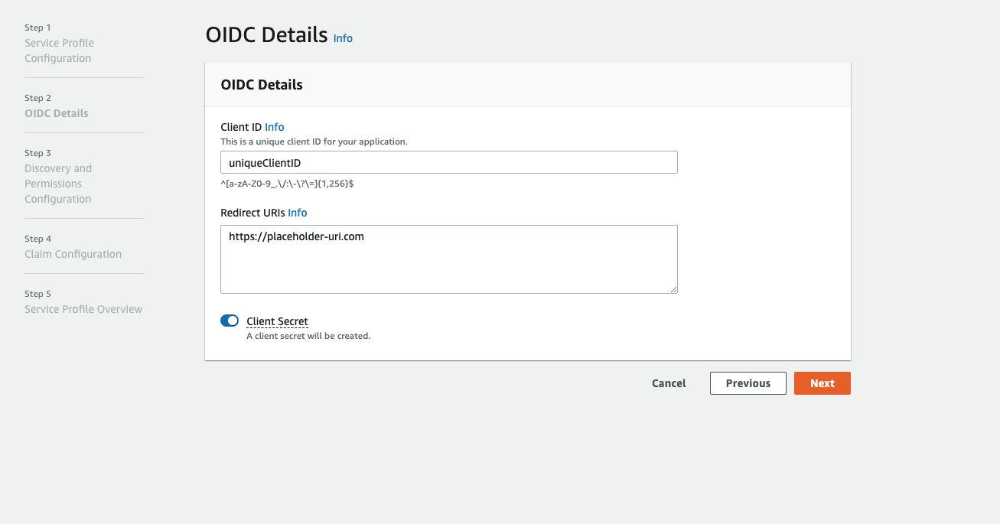 Step 1
Service Profile
Configuration
Step 2
OIDC Details
Step 3
Discovery and
Permissions
Configuration
Step 4
Claim Configuration
Step 5
Service Profile Overview
OIDC Details Info
OIDC Details
Client ID Info
This is a unique client ID for your application.
uniqueClientID
^[a-zA-Z0-9_.\/:\-\?\=]{1,256}$
Redirect URIs Info
https://placeholder-uri.com
Client Secret
A client secret will be created.
Cancel Previous Next